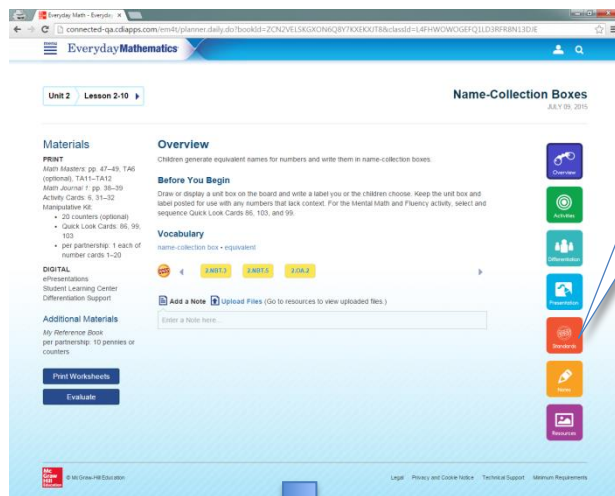 Everyday Math - Everyday
connected-qa.cdiapps.com/em4t/planner.daily.do?bookId=
EverydayMathematics
Unit 2 Lesson 2-10
Name-Collection Boxes
JULY 09, 2015
Materials
PRINT
Math Masters: pp. 47–49; TA6
(optional); TA11–TA12
Math Journal 1: pp. 38–39
Activity Cards: 6, 31–32
Manipulative Kit:
• 20 counters (optional)
• Quick Look Cards: 86, 99,
103
• per partnership: 1 each of
number cards 1–20
DIGITAL
ePresentations
Student Learning Center
Differentiation Support
Additional Materials
My Reference Book
per partnership: 10 pennies or
counters
Print Worksheets
Evaluate
Overview
Children generate equivalent names for numbers and write them in name-collection boxes.
Before You Begin
Draw or display a unit box on the board and write a label you or the children choose. Keep the unit box and
label posted for use with any numbers that lack context. For the Mental Math and Fluency activity, select and
sequence Quick Look Cards 86, 103, and 99.
Vocabulary
name-collection box • equivalent
2.NBT.3 2.NBT.5 2.OA.2
Add a Note Upload Files (Go to resources to view uploaded files.)
Enter a Note here...
Overview
Activities
Differentiation
Presentation
Standards
Notes
Resources
Mc
Graw
Hill
Education
© McGraw-Hill Education
Legal Privacy and Cookie Notice Technical Support Minimum Requirements